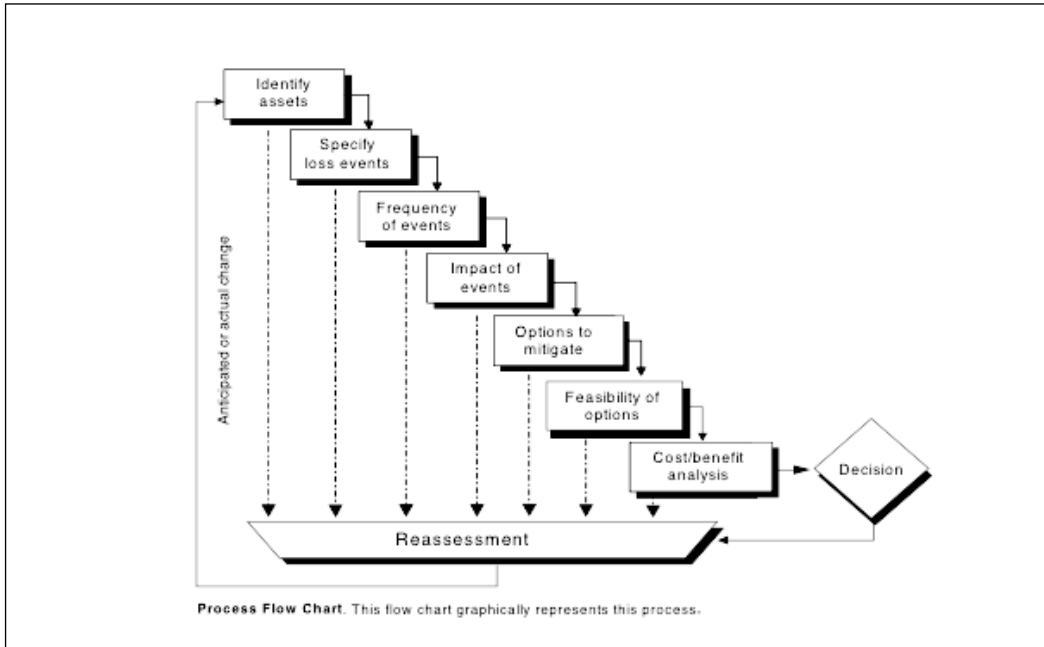 Identify
assets
Specify
loss events
Frequency
of events
Impact of
events
Options to
mitigate
Feasibility of
options
Cost/benefit
analysis
Decision
Anticipated or actual change
Reassessment
Process Flow Chart. This flow chart graphically represents this process.